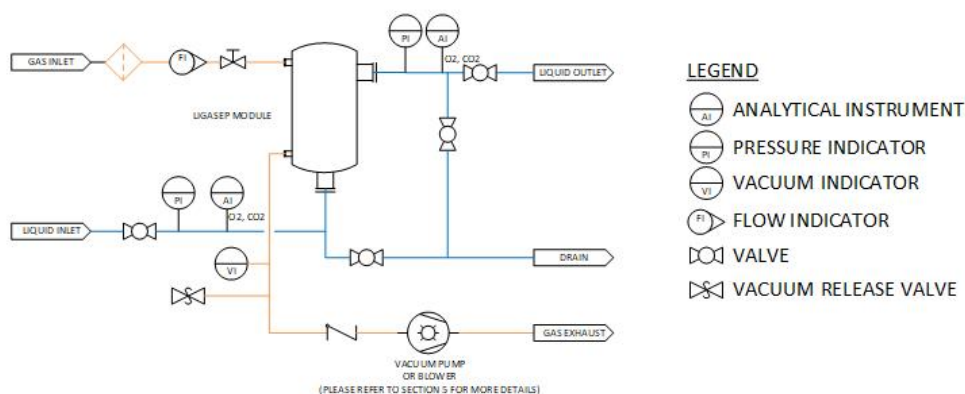 PI
AI
O2, CO2
GAS INLET
FI
LIQUID OUTLET
LIGASEP MODULE
PI
AI
O2, CO2
LIQUID INLET
VI
DRAIN
GAS EXHAUST
VACUUM PUMP
OR BLOWER
(PLEASE REFER TO SECTION 5 FOR MORE DETAILS)
LEGEND
AI ANALYTICAL INSTRUMENT
PI PRESSURE INDICATOR
VI VACUUM INDICATOR
FI FLOW INDICATOR
VALVE
VACUUM RELEASE VALVE